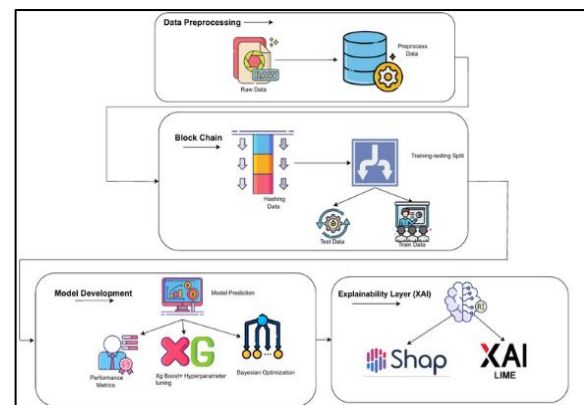 Data Preprocessing
RAW
Raw Data
Preprocess
Data
Block Chain
Hashing
Data
Training-testing Split
Test Data
Train Data
Model Development
Model Prediction
Performance
Metrics
XG
Xg Boost+ Hyperparameter
tuning
Bayesian Optimization
Explainability Layer (XAI)
Shap
XAI
LIME